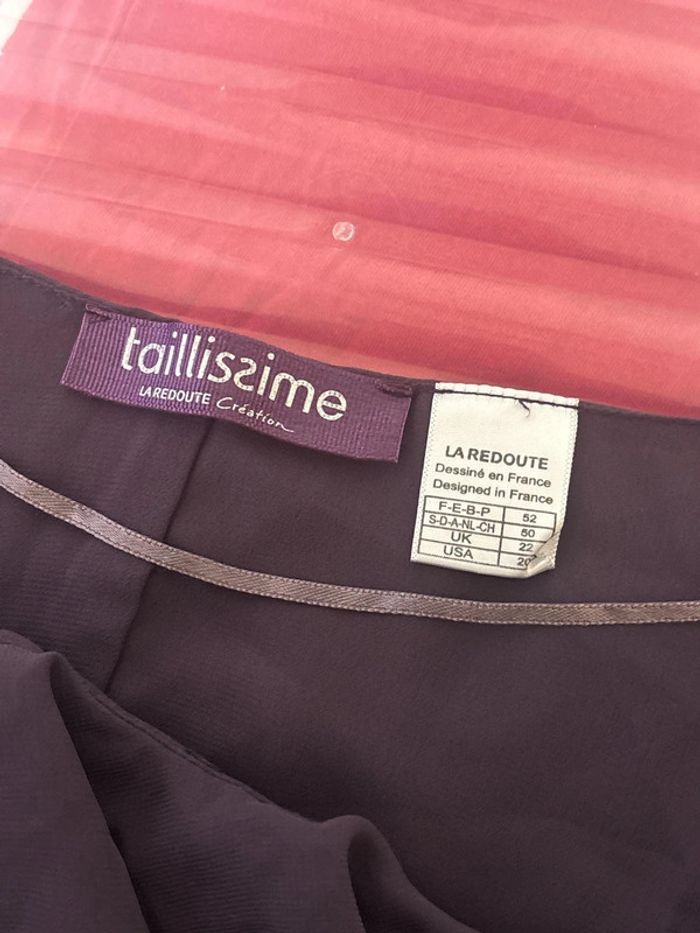 taillissime
LA REDOUTE Création
LA REDOUTE
Dessiné en France
Designed in France
F-E-B-P 52
S-D-A-NL-CH 50
UK 22
USA 20